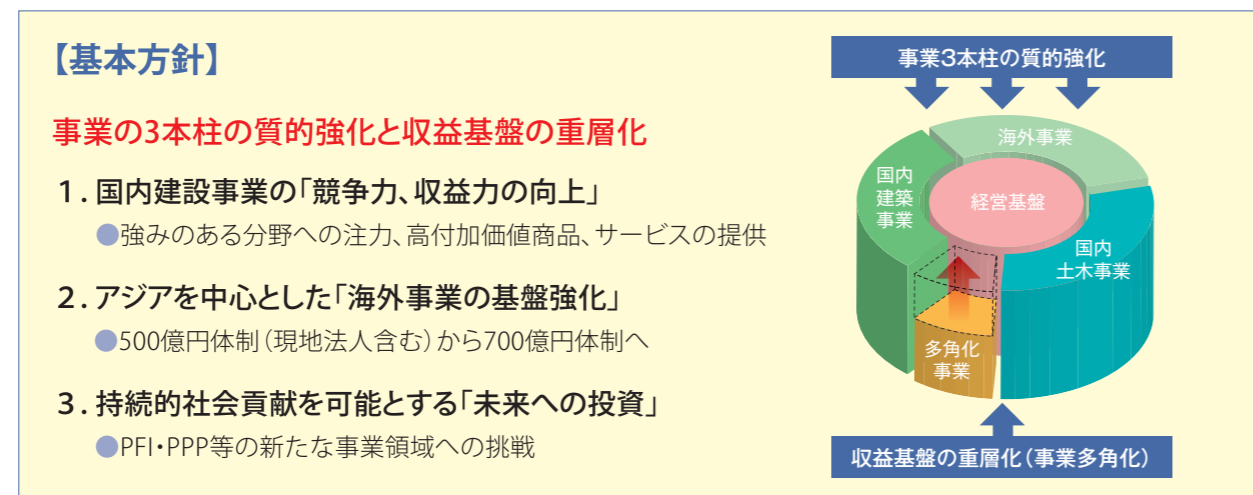 【基本方針】
事業の3本柱の質的強化と収益基盤の重層化
１. 国内建設事業の「競争力、収益力の向上」
●強みのある分野への注力、高付加価値商品、サービスの提供
２. アジアを中心とした「海外事業の基盤強化」
●500億円体制（現地法人含む）から700億円体制へ
３. 持続的社会貢献を可能とする「未来への投資」
●PFI・PPP等の新たな事業領域への挑戦
事業3本柱の質的強化
海外事業
国内
建築
事業
経営基盤
国内
土木事業
多角化
事業
収益基盤の重層化（事業多角化）